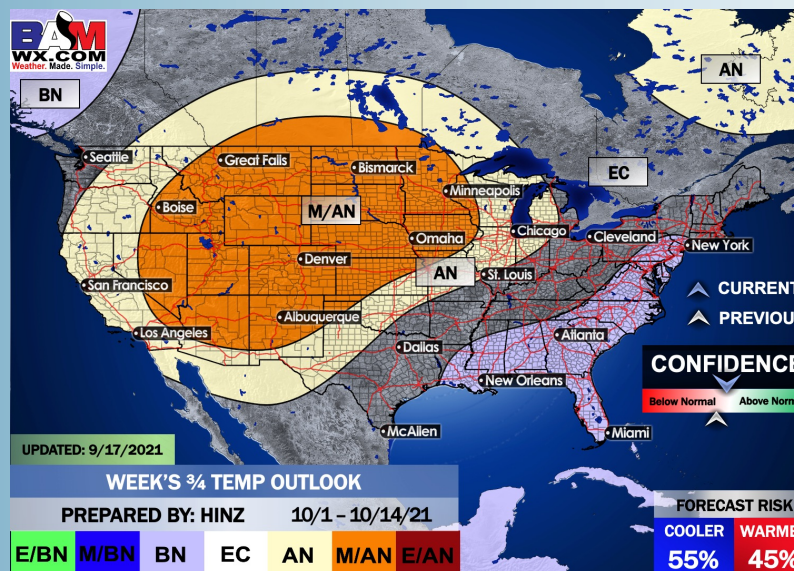 BAM
WX.COM
Weather. Made. Simple.
BN
AN
Seattle
Great Falls
Bismarck
EC
Minneapolis
Boise
M/AN
Omaha
Chicago
Cleveland
New York
Denver
AN
St. Louis
San Francisco
CURRENT
PREVIOU
Albuquerque
Los Angeles
Dallas
Atlanta
New Orleans
CONFIDENCE
Below Normal
Above Norm
McAllen
Miami
UPDATED: 9/17/2021
WEEK'S ¾ TEMP OUTLOOK
PREPARED BY: HINZ 10/1 – 10/14/21
E/BN M/BN BN EC AN M/AN E/AN
FORECAST RISK
COOLER WARME
55% 45%